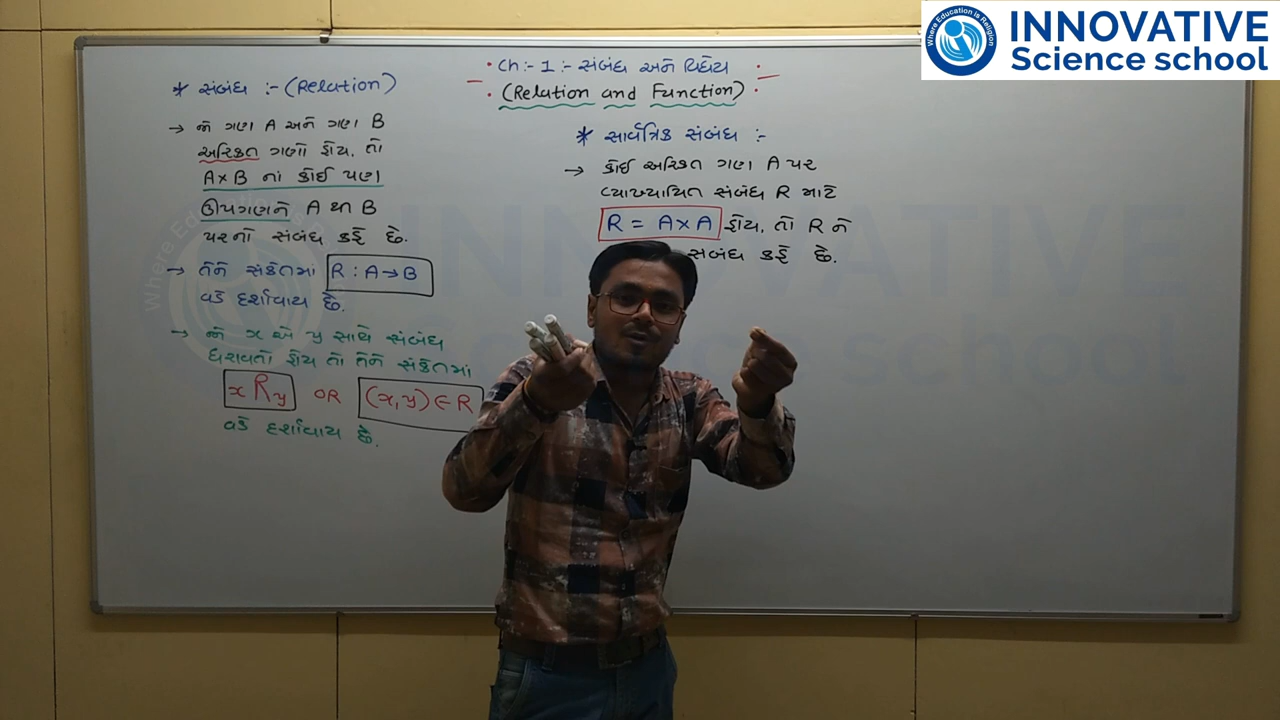 Where Education is Religion
INNOVATIVE
Science school
• Ch:- 1:- સંબંધ અને વિધેય
• (Relation and Function) •
* સંબંધ :- (Relation)
→ જો ગણ A અને ગણ B
અરિક્ત ગણો હોય, તો
A×B નાં કોઈ પણ
ઊપગણને A થી B
પરનો સંબંધ કહે છે.
→ તેને સંકેતમાં R : A→B
વડે દર્શાવાય છે.
→ જો x એ y સાથે સંબંધ
ધરાવતો હોય તો તેને સંકેતમાં
xRy OR (x,y)∈R
વડે દર્શાવાય છે.
* સાર્વત્રિક સંબંધ :-
→ કોઈ અરિક્ત ગણ A પર
વ્યાખ્યાયિત સંબંધ R માટે
R = A×A હોય, તો R ને
સંબંધ કહે છે.